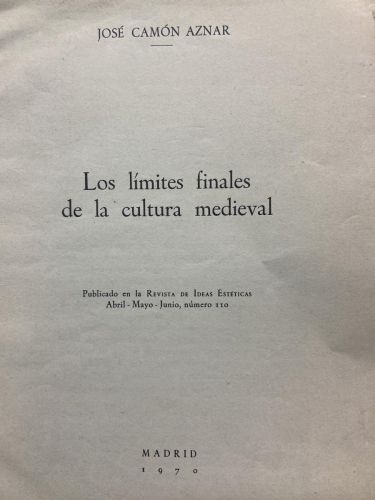 JOSÉ CAMÓN AZNAR
Los límites finales
de la cultura medieval
Publicado en la REVISTA DE IDEAS ESTÉTICAS
Abril - Mayo - Junio, número 110
MADRID
1970